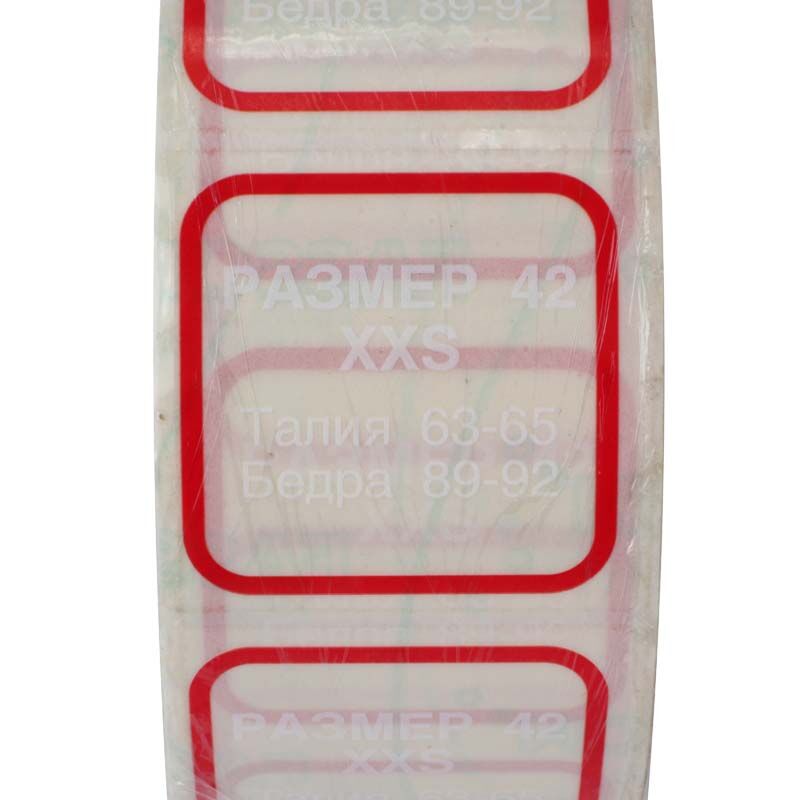 Бедра 89-92
РАЗМЕР 42
XXS
Талия 63-65
Бедра 89-92
РАЗМЕР 42
XXS